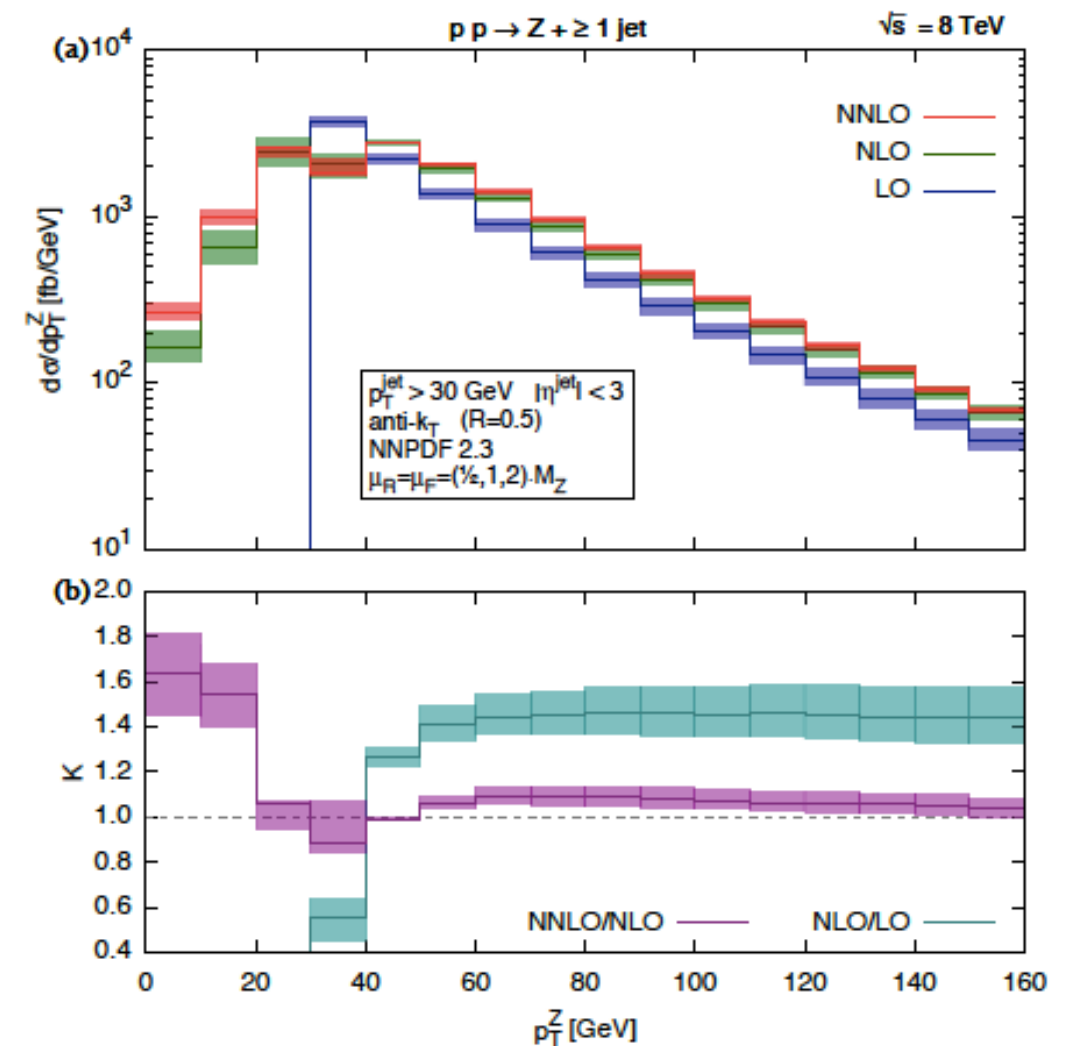 p p → Z + ≥ 1 jet √s = 8 TeV
(a)
10⁴
10³
10²
10¹
dσ/dp_T^Z [fb/GeV]
NNLO
NLO
LO
p_T^jet > 30 GeV |η^jet| < 3
anti-k_T (R=0.5)
NNPDF 2.3
μ_R=μ_F=(½,1,2)·M_Z
(b)
2.0
1.8
1.6
1.4
1.2
1.0
0.8
0.6
0.4
K
NNLO/NLO NLO/LO
0 20 40 60 80 100 120 140 160
p_T^Z [GeV]